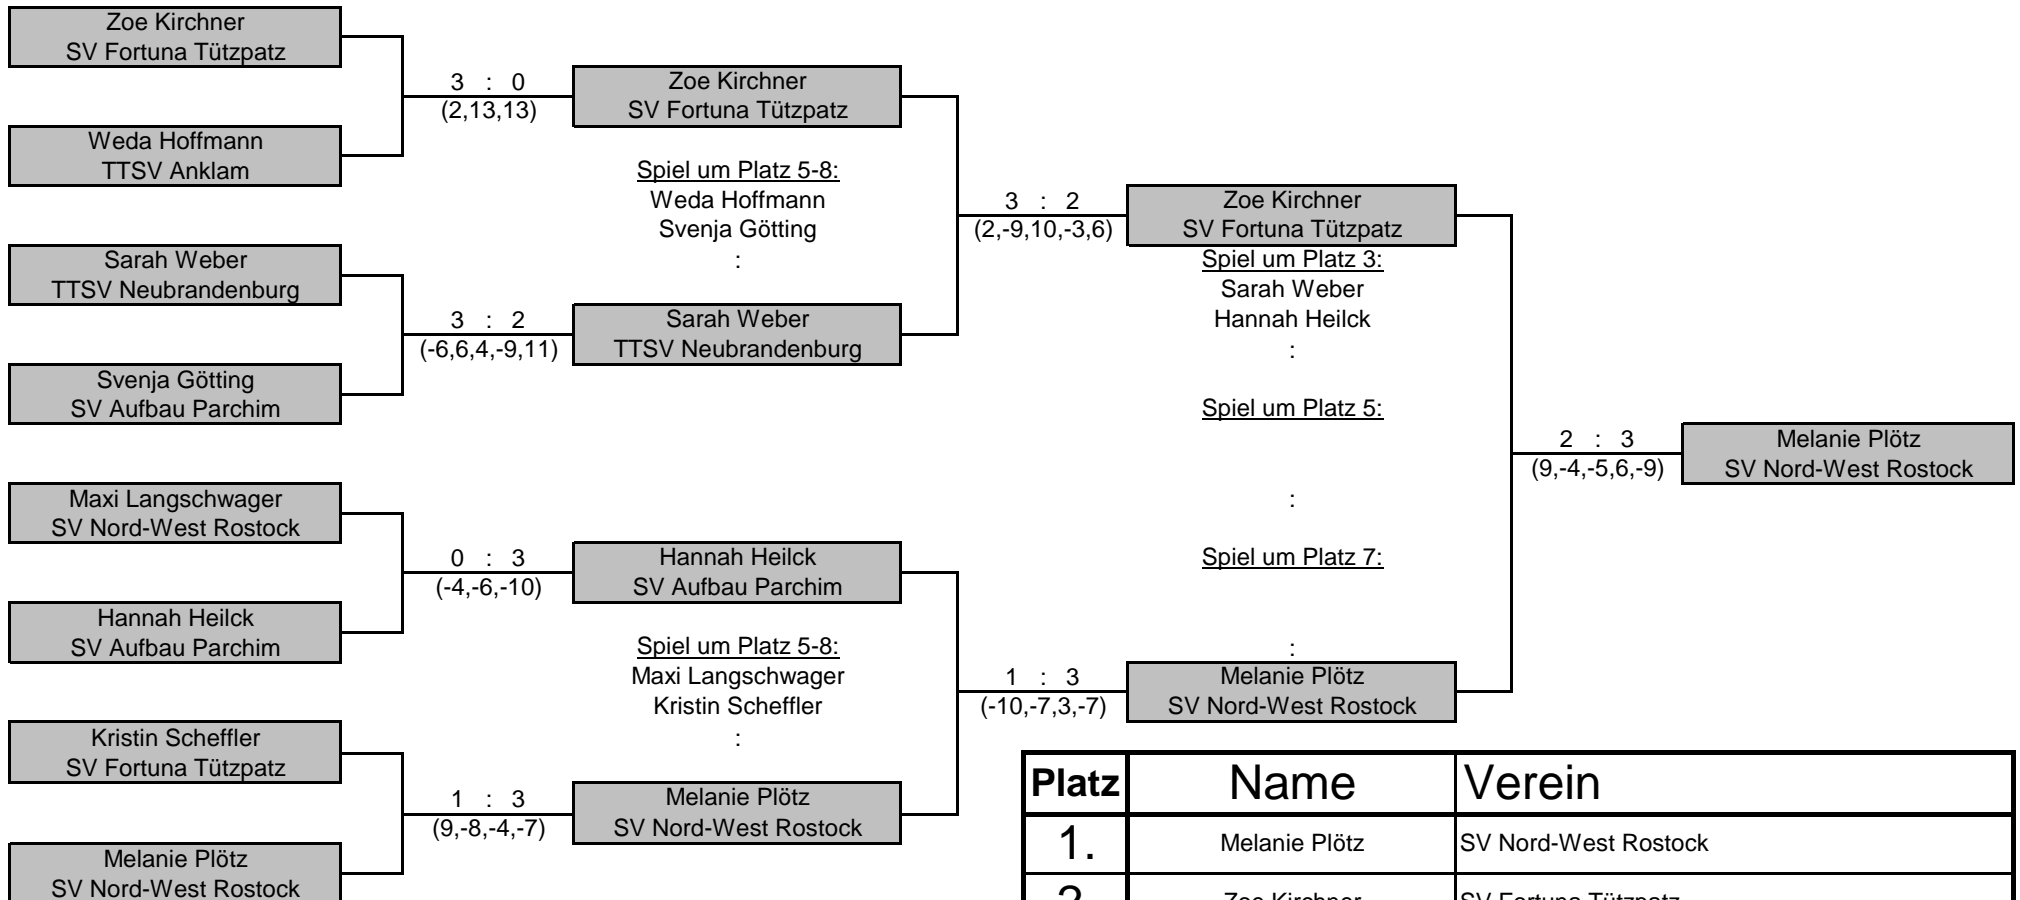 Zoe Kirchner
SV Fortuna Tützpatz
3 : 0
(2,13,13)
Weda Hoffmann
TTSV Anklam
Sarah Weber
TTSV Neubrandenburg
3 : 2
(-6,6,4,-9,11)
Svenja Götting
SV Aufbau Parchim
Maxi Langschwager
SV Nord-West Rostock
0 : 3
(-4,-6,-10)
Hannah Heilck
SV Aufbau Parchim
Kristin Scheffler
SV Fortuna Tützpatz
1 : 3
(9,-8,-4,-7)
Melanie Plötz
SV Nord-West Rostock
Zoe Kirchner
SV Fortuna Tützpatz
Spiel um Platz 5-8:
Weda Hoffmann
Svenja Götting
:
3 : 2
(2,-9,10,-3,6)
Sarah Weber
TTSV Neubrandenburg
Hannah Heilck
SV Aufbau Parchim
Spiel um Platz 5-8:
Maxi Langschwager
Kristin Scheffler
:
1 : 3
(-10,-7,3,-7)
Melanie Plötz
SV Nord-West Rostock
Zoe Kirchner
SV Fortuna Tützpatz
Spiel um Platz 3:
Sarah Weber
Hannah Heilck
:
Spiel um Platz 5:
:
Spiel um Platz 7:
:
Melanie Plötz
SV Nord-West Rostock
2 : 3
(9,-4,-5,6,-9)
Melanie Plötz
SV Nord-West Rostock
Platz Name Verein
1. Melanie Plötz SV Nord-West Rostock
2. Zoe Kirchner SV Fortuna Tützpatz